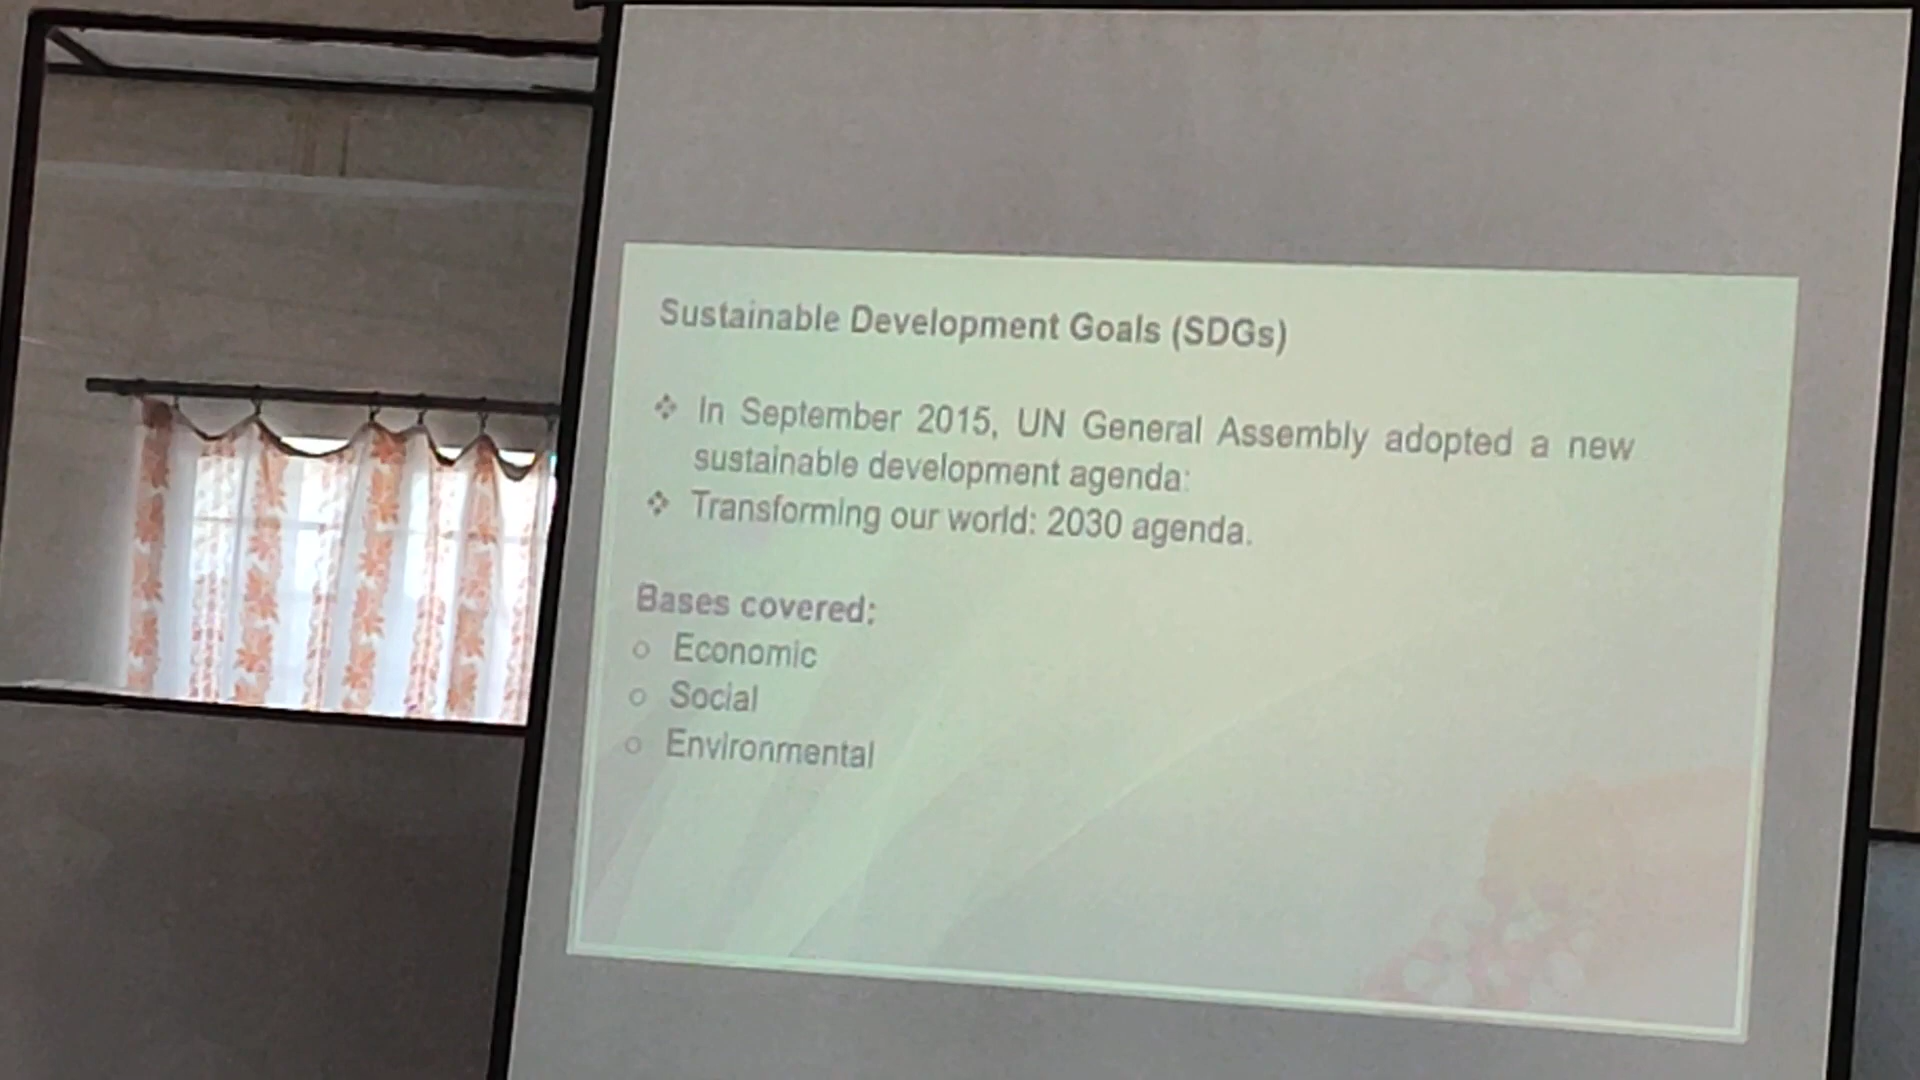 Sustainable Development Goals (SDGs)
❖ In September 2015, UN General Assembly adopted a new
sustainable development agenda:
❖ Transforming our world: 2030 agenda.
Bases covered:
o Economic
o Social
o Environmental